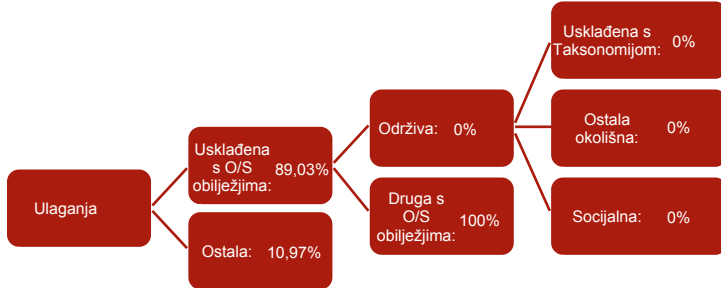 Ulaganja
Usklađena
s O/S
obilježjima: 89,03%
Ostala: 10,97%
Održiva: 0%
Druga s
O/S
obilježjima: 100%
Usklađena s
Taksonomijom: 0%
Ostala
okolišna: 0%
Socijalna: 0%